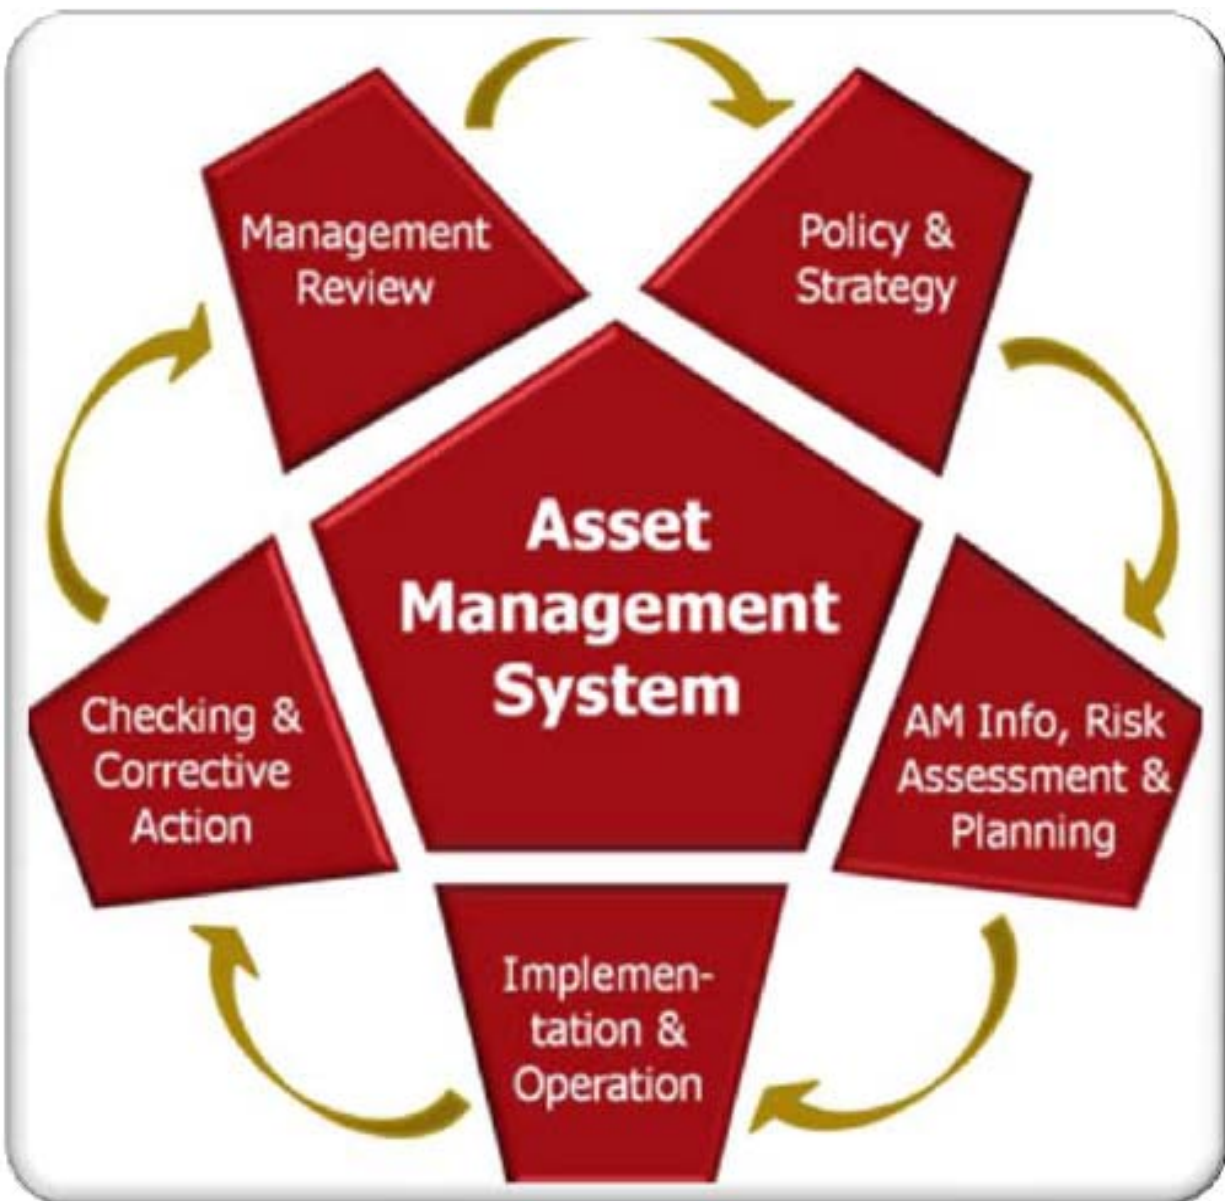 Management
Review
Policy &
Strategy
Asset
Management
System
Checking &
Corrective
Action
AM Info, Risk
Assessment &
Planning
Implemen-
tation &
Operation